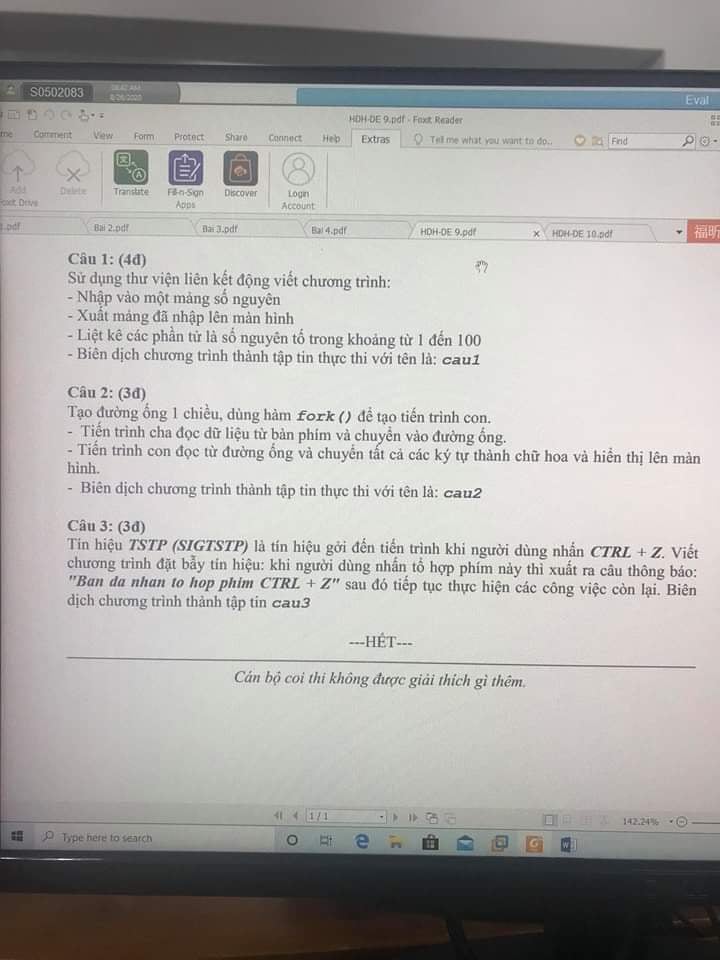 S0502083
08:42 AM
8/26/2020
Eval
HDH-DE 9.pdf - Foxit Reader
me Comment View Form Protect Share Connect Help Extras Tell me what you want to do.. Find
Add Delete Translate Fill-n-Sign Discover Login
Foxit Drive Apps Account
1.pdf Bai 2.pdf Bai 3.pdf Bai 4.pdf HDH-DE 9.pdf × HDH-DE 10.pdf 福昕
Câu 1: (4đ)
Sử dụng thư viện liên kết động viết chương trình:
- Nhập vào một mảng số nguyên
- Xuất mảng đã nhập lên màn hình
- Liệt kê các phần tử là số nguyên tố trong khoảng từ 1 đến 100
- Biên dịch chương trình thành tập tin thực thi với tên là: cau1
Câu 2: (3đ)
Tạo đường ống 1 chiều, dùng hàm fork() để tạo tiến trình con.
- Tiến trình cha đọc dữ liệu từ bàn phím và chuyển vào đường ống.
- Tiến trình con đọc từ đường ống và chuyển tất cả các ký tự thành chữ hoa và hiển thị lên màn
hình.
- Biên dịch chương trình thành tập tin thực thi với tên là: cau2
Câu 3: (3đ)
Tín hiệu TSTP (SIGTSTP) là tín hiệu gởi đến tiến trình khi người dùng nhấn CTRL + Z. Viết
chương trình đặt bẫy tín hiệu: khi người dùng nhấn tổ hợp phím này thì xuất ra câu thông báo:
"Ban da nhan to hop phim CTRL + Z" sau đó tiếp tục thực hiện các công việc còn lại. Biên
dịch chương trình thành tập tin cau3
---HẾT---
Cán bộ coi thi không được giải thích gì thêm.
1 / 1 142.24%
Type here to search